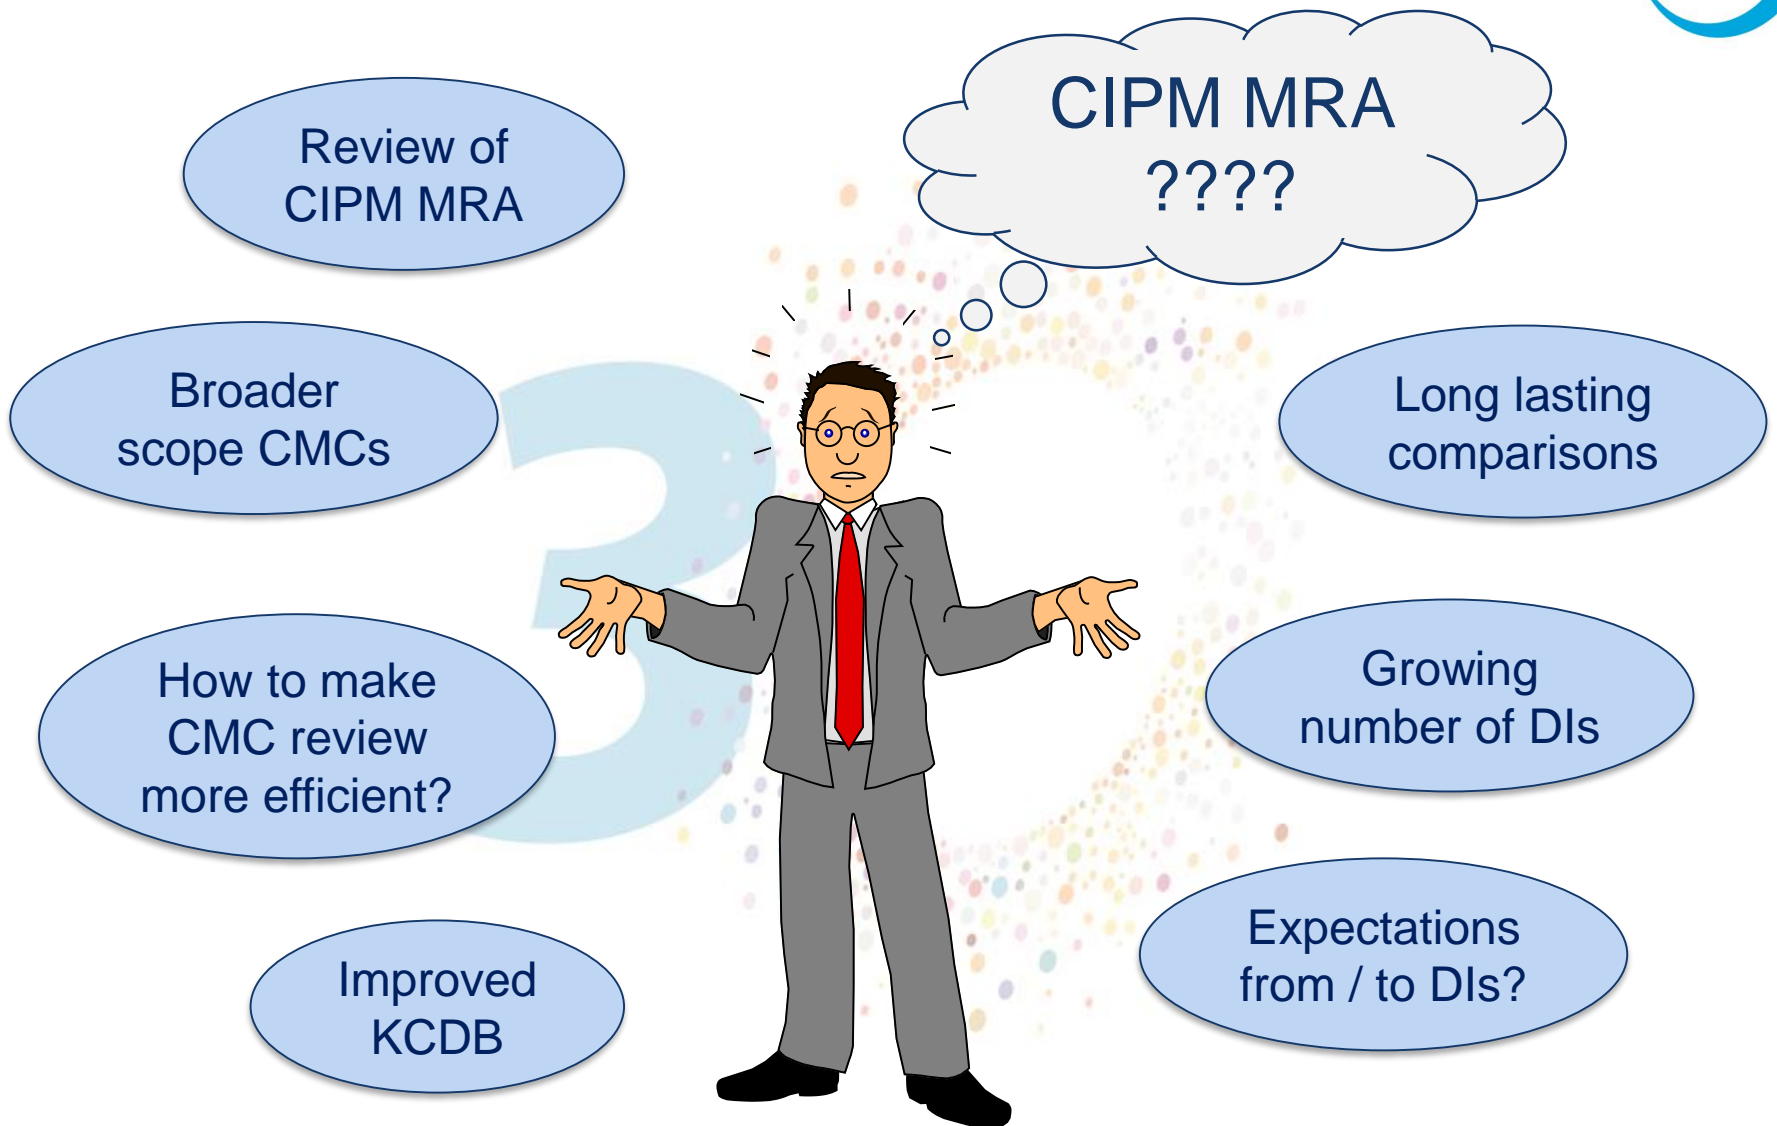 CIPM MRA
????
Review of
CIPM MRA
Broader
scope CMCs
How to make
CMC review
more efficient?
Improved
KCDB
Long lasting
comparisons
Growing
number of DIs
Expectations
from / to DIs?
30